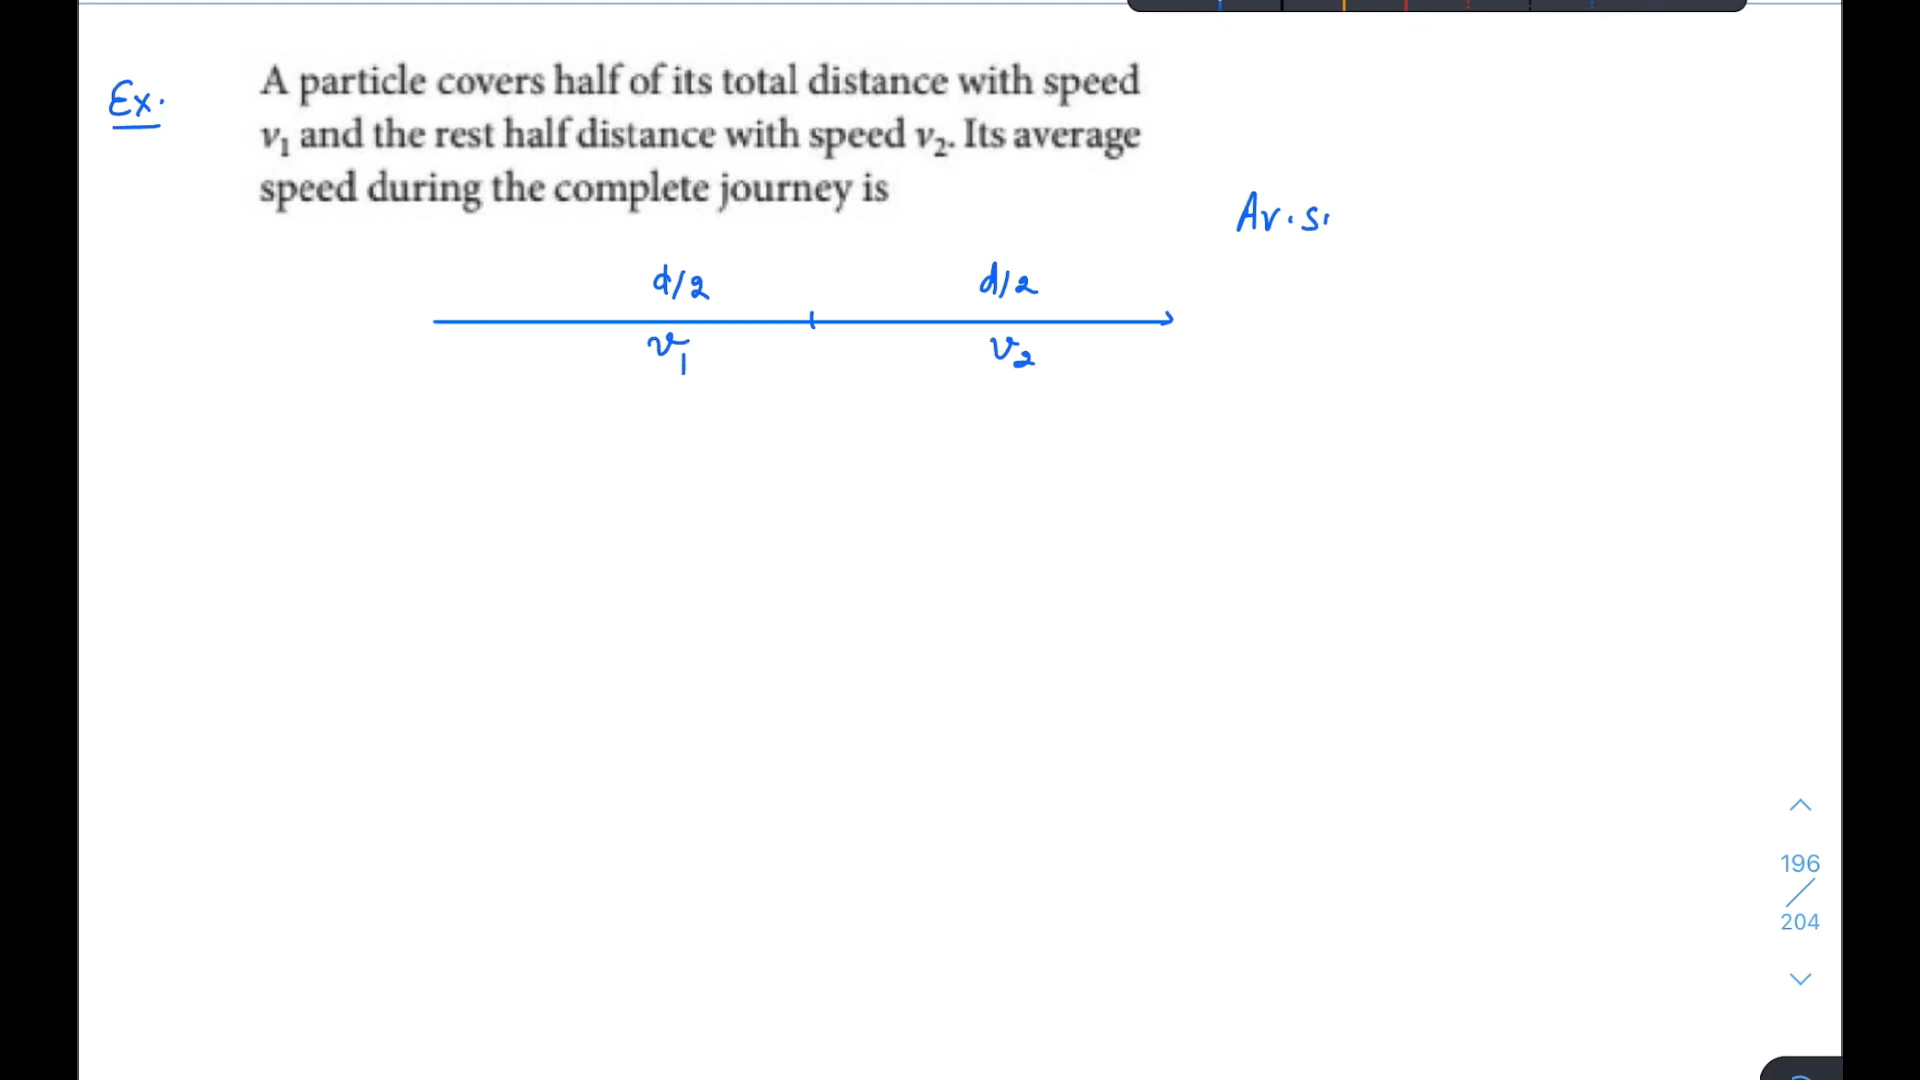 Ex.
A particle covers half of its total distance with speed
v₁ and the rest half distance with speed v₂. Its average
speed during the complete journey is
Av. s.
d/2 d/2
v₁ v₂
196
204